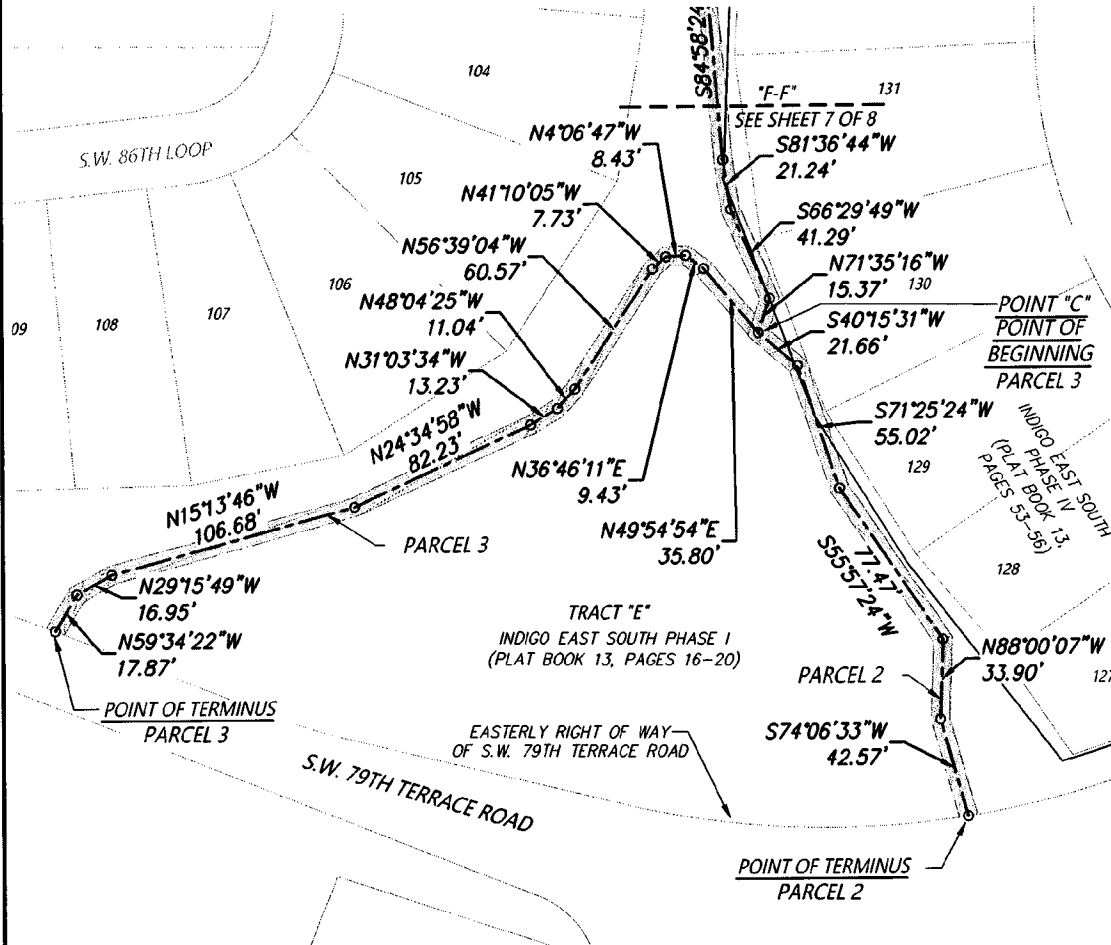 S84°58'24
"F-F"
131
SEE SHEET 7 OF 8
104
S.W. 86TH LOOP
N4°06'47"W
8.43'
S81°36'44"W
21.24'
105
N41°10'05"W
7.73'
S66°29'49"W
41.29'
N56°39'04"W
60.57'
N71°35'16"W
15.37'
130
106
N48°04'25"W
11.04'
POINT "C"
POINT OF
BEGINNING
PARCEL 3
S40°15'31"W
21.66'
09
108
107
N31°03'34"W
13.23'
N24°34'58"W
82.23'
S71°25'24"W
55.02'
129
INDIGO EAST SOUTH
PHASE IV
(PLAT BOOK 13,
PAGES 53-56)
N36°46'11"E
9.43'
N15°13'46"W
106.68'
N49°54'54"E
35.80'
PARCEL 3
77.47'
S55°57'24"W
128
N29°15'49"W
16.95'
TRACT "E"
INDIGO EAST SOUTH PHASE I
(PLAT BOOK 13, PAGES 16-20)
N59°34'22"W
17.87'
N88°00'07"W
33.90'
127
PARCEL 2
POINT OF TERMINUS
PARCEL 3
EASTERLY RIGHT OF WAY
OF S.W. 79TH TERRACE ROAD
S74°06'33"W
42.57'
S.W. 79TH TERRACE ROAD
POINT OF TERMINUS
PARCEL 2